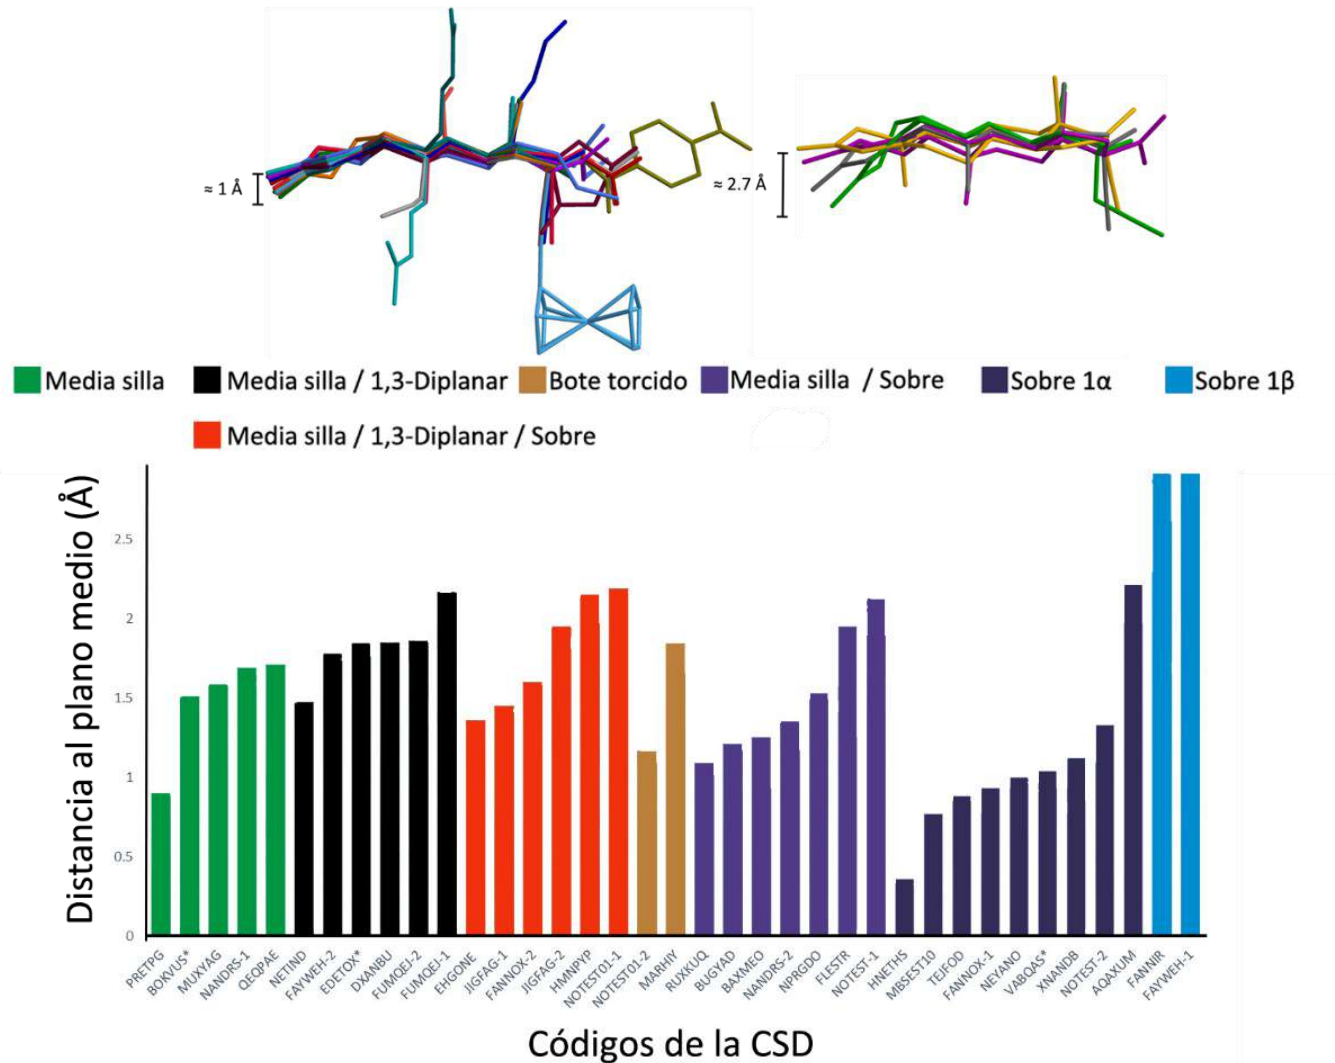 ≈ 1 Å
≈ 2.7 Å
Media silla
Media silla / 1,3-Diplanar
Bote torcido
Media silla / Sobre
Sobre 1α
Sobre 1β
Media silla / 1,3-Diplanar / Sobre
Distancia al plano medio (Å)
2.5
2
1.5
1
0.5
0
PRETPG
BOKVUS*
MUXYAG
NANDRS-1
QEQPAE
NETIND
FAYWEH-2
EDETOX*
DXANBU
FUMQEJ-2
FUMQEJ-1
EHGONE
JIGFAG-1
FANNOX-2
JIGFAG-2
HMNPYP
NOTEST01-1
NOTEST01-2
MARHIY
RUXKUQ
BUGYAD
BAXMEO
NANDRS-2
NPRGDO
FLESTR
NOTEST-1
HNETHS
MBSEST10
TEJFOD
FANNOX-1
NEYANO
VABQAS*
XNANDB
NOTEST-2
AQAXUM
FANNIR
FAYWEH-1
Códigos de la CSD